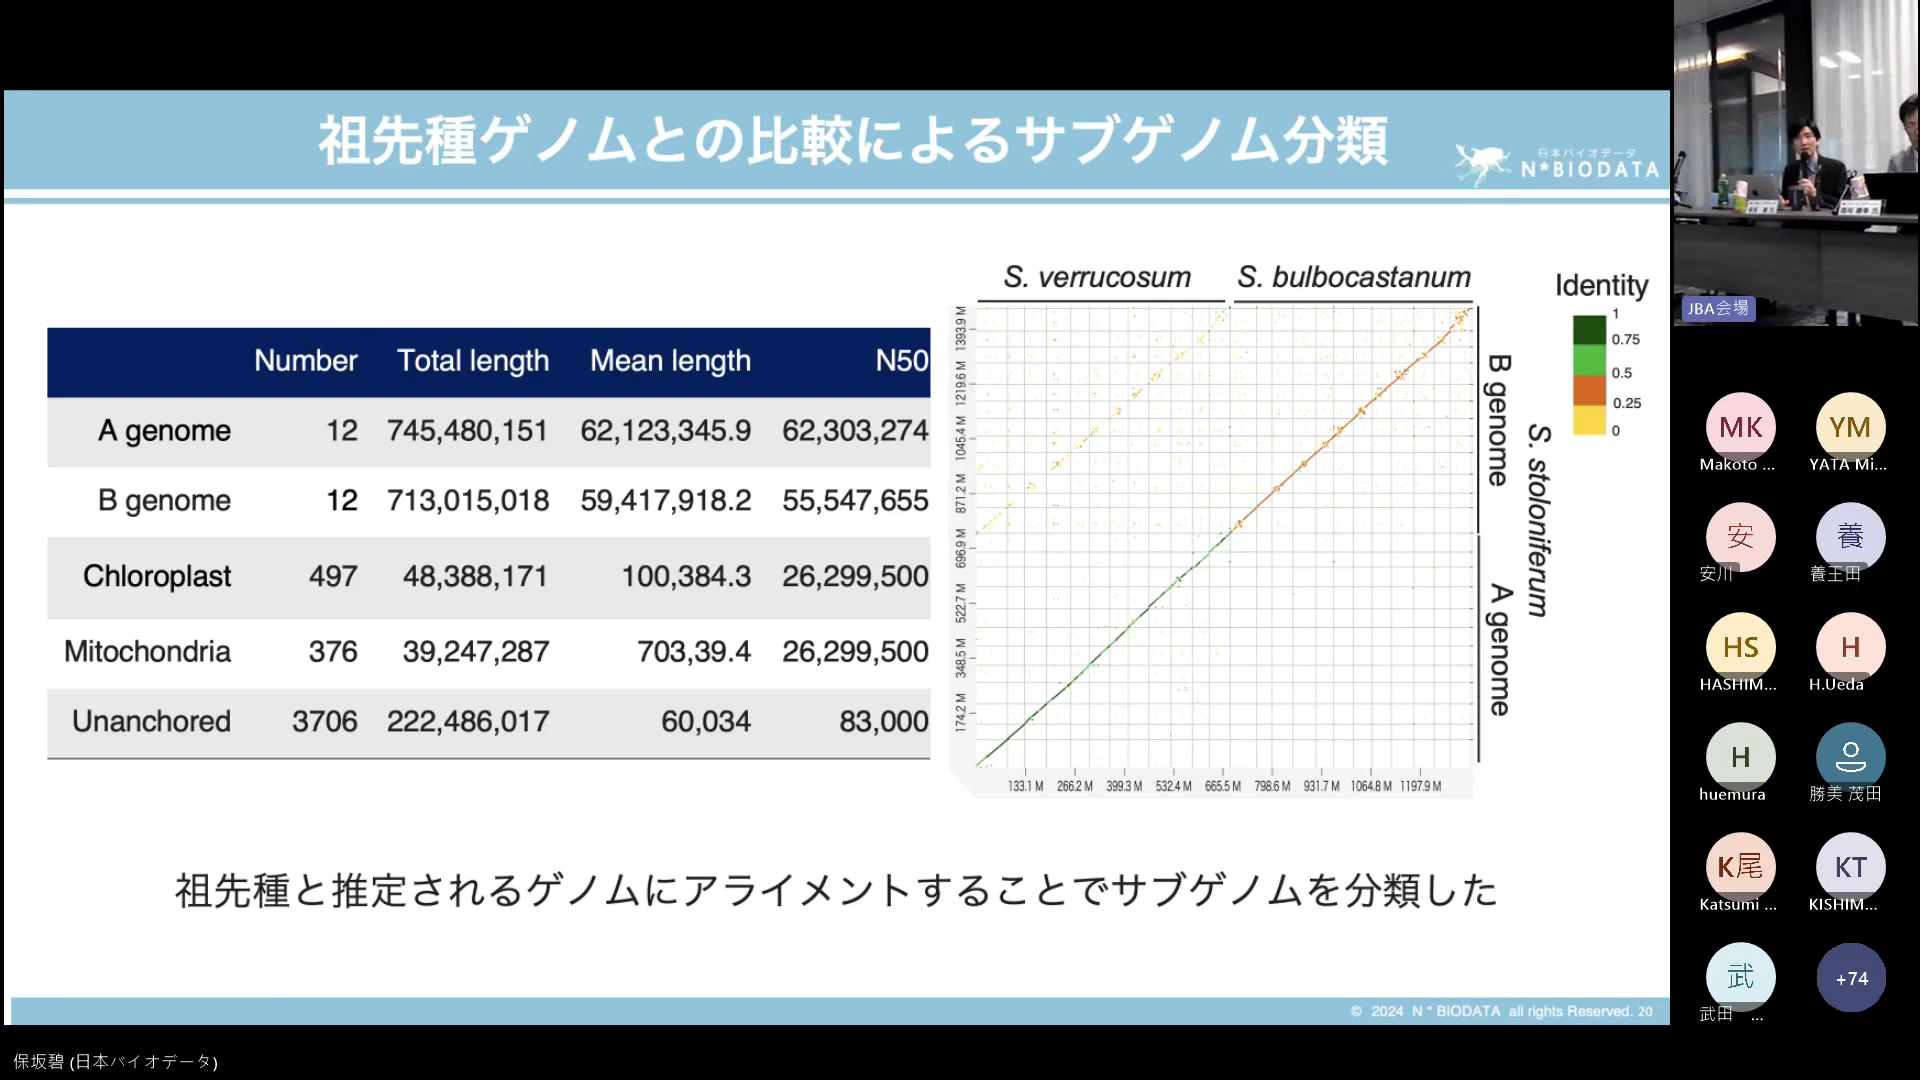 祖先種ゲノムとの比較によるサブゲノム分類
日本バイオデータ
N*BIODATA
Number Total length Mean length N50
A genome 12 745,480,151 62,123,345.9 62,303,274
B genome 12 713,015,018 59,417,918.2 55,547,655
Chloroplast 497 48,388,171 100,384.3 26,299,500
Mitochondria 376 39,247,287 703,39.4 26,299,500
Unanchored 3706 222,486,017 60,034 83,000
S. verrucosum S. bulbocastanum
1393.9 M
1219.6 M
1045.4 M
871.2 M
696.9 M
522.7 M
348.5 M
174.2 M
133.1 M 266.2 M 399.3 M 532.4 M 665.5 M 798.6 M 931.7 M 1064.8 M 1197.9 M
B genome
A genome
S. stoloniferum
Identity
1
0.75
0.5
0.25
0
祖先種と推定されるゲノムにアライメントすることでサブゲノムを分類した
© 2024 N * BIODATA all rights Reserved. 20
保坂碧 (日本バイオデータ)
JBA会場
MK YM
Makoto ... YATA Mi...
安 養
安川 養王田
HS H
HASHIM... H.Ueda
H
huemura 勝美 茂田
K尾 KT
Katsumi ... KISHIM...
武 +74
武田 ...